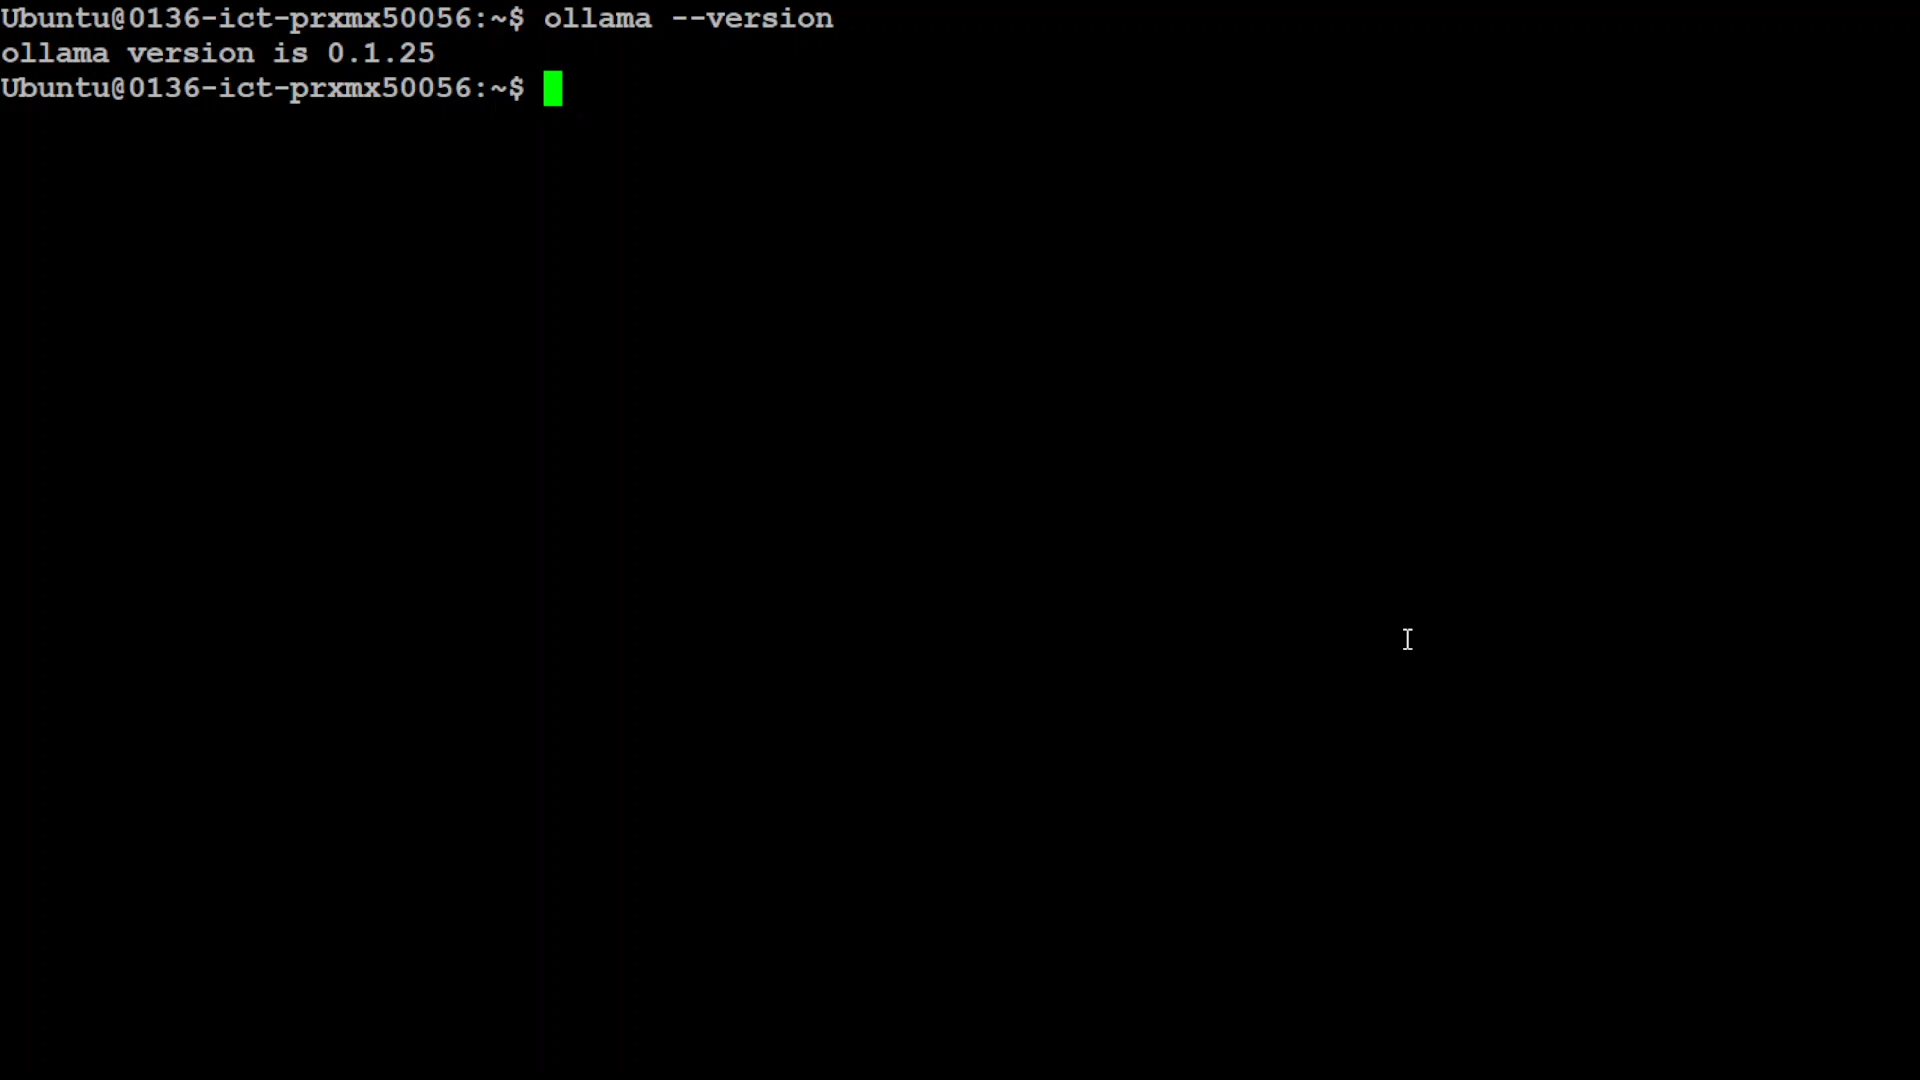 Ubuntu@0136-ict-prxmx50056:~$ ollama --version
ollama version is 0.1.25
Ubuntu@0136-ict-prxmx50056:~$